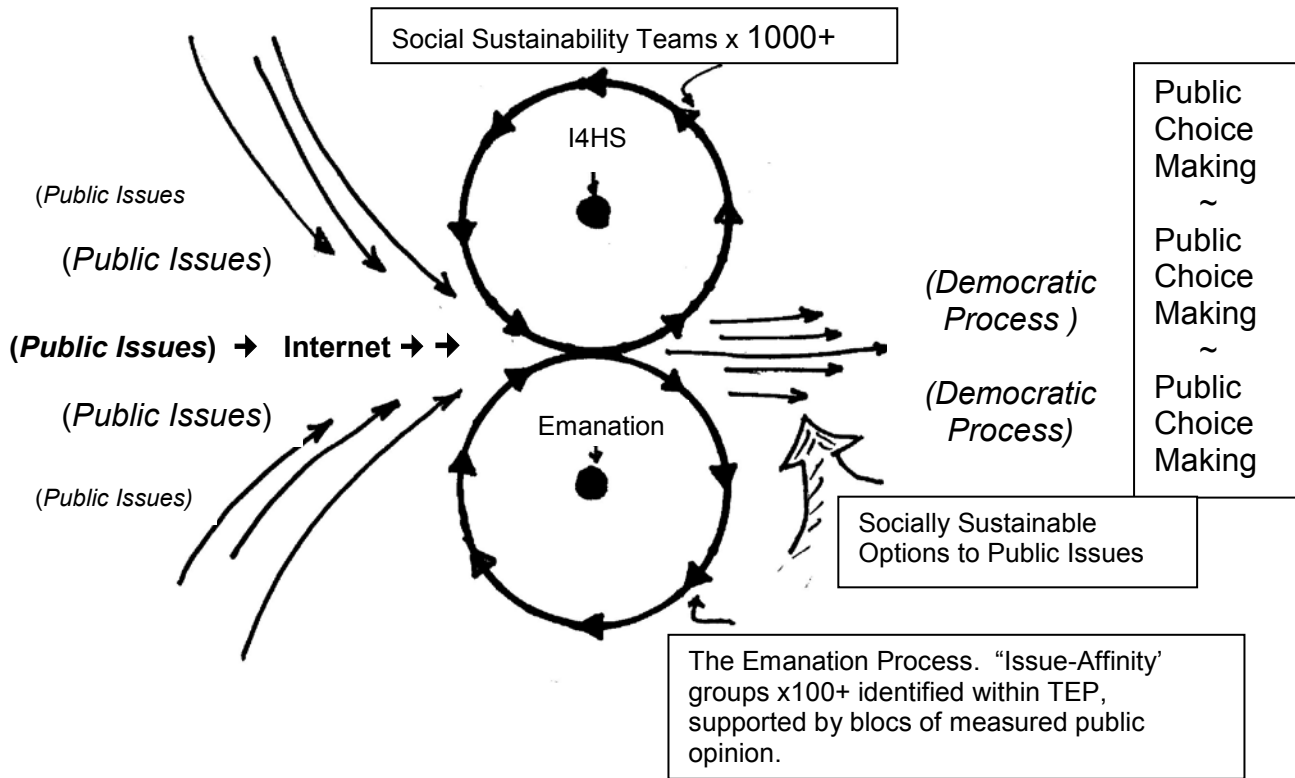 Social Sustainability Teams x 1000+
I4HS
(Public Issues
(Public Issues)
(Public Issues) → Internet → →
(Public Issues)
(Public Issues)
Emanation
(Democratic
Process )
(Democratic
Process)
Public
Choice
Making
~
Public
Choice
Making
~
Public
Choice
Making
Socially Sustainable
Options to Public Issues
The Emanation Process.  “Issue-Affinity’
groups x100+ identified within TEP,
supported by blocs of measured public
opinion.